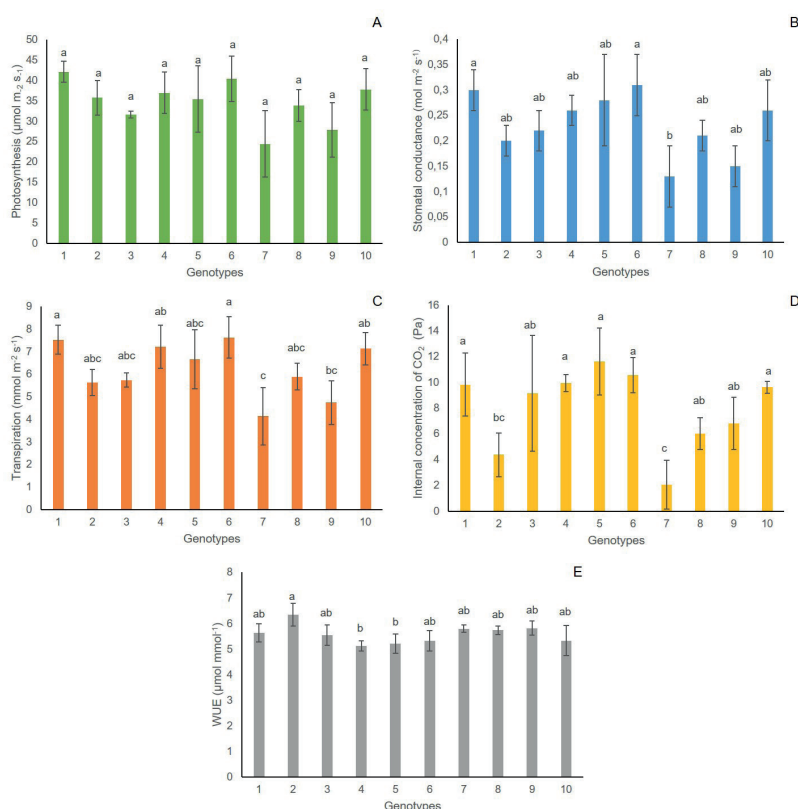 A
Photosynthesis (µmol m-2 s-1)
50
45
40
35
30
25
20
15
10
5
0
a a a a a a a a a a
1 2 3 4 5 6 7 8 9 10
Genotypes
B
Stomatal conductance (mol m-2 s-1)
0,4
0,35
0,3
0,25
0,2
0,15
0,1
0,05
0
a ab ab ab ab a b ab ab ab
1 2 3 4 5 6 7 8 9 10
Genotypes
C
Transpiration (mmol m-2 s-1)
9
8
7
6
5
4
3
2
1
0
a abc abc ab abc a c abc bc ab
1 2 3 4 5 6 7 8 9 10
Genotypes
D
Internal concentration of CO2 (Pa)
16
14
12
10
8
6
4
2
0
a bc ab a a a c ab ab a
1 2 3 4 5 6 7 8 9 10
Genotypes
E
WUE (µmol mmol-1)
8
7
6
5
4
3
2
1
0
ab a ab b b ab ab ab ab ab
1 2 3 4 5 6 7 8 9 10
Genotypes